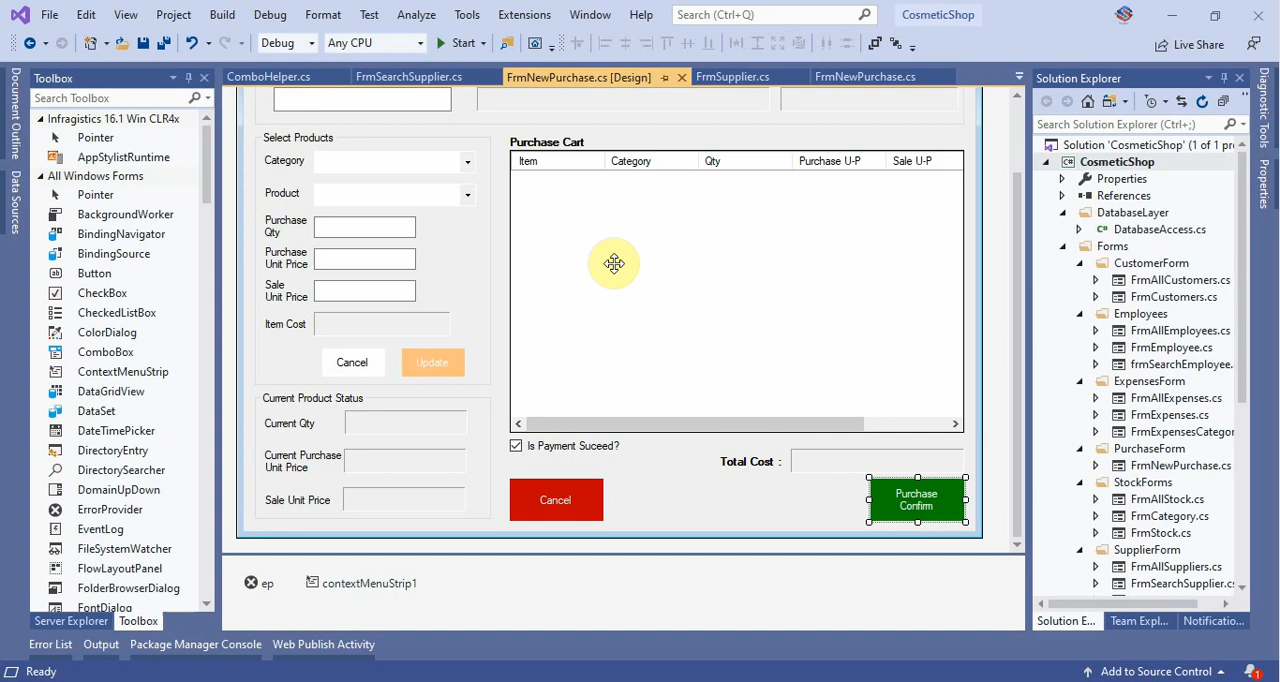 File Edit View Project Build Debug Format Test Analyze Tools Extensions Window Help Search (Ctrl+Q) CosmeticShop
Debug Any CPU Start Live Share
Toolbox
Search Toolbox
Infragistics 16.1 Win CLR4x
Pointer
AppStylistRuntime
All Windows Forms
Pointer
BackgroundWorker
BindingNavigator
BindingSource
Button
CheckBox
CheckedListBox
ColorDialog
ComboBox
ContextMenuStrip
DataGridView
DataSet
DateTimePicker
DirectoryEntry
DirectorySearcher
DomainUpDown
ErrorProvider
EventLog
FileSystemWatcher
FlowLayoutPanel
FolderBrowserDialog
FontDialog
Server Explorer Toolbox
Document Outline
Data Sources
ComboHelper.cs FrmSearchSupplier.cs FrmNewPurchase.cs [Design] FrmSupplier.cs FrmNewPurchase.cs
Select Products
Category
Product
Purchase
Qty
Purchase
Unit Price
Sale
Unit Price
Item Cost
Cancel Update
Current Product Status
Current Qty
Current Purchase
Unit Price
Sale Unit Price
Purchase Cart
Item Category Qty Purchase U-P Sale U-P
Is Payment Suceed?
Total Cost :
Cancel
Purchase
Confirm
ep contextMenuStrip1
Solution Explorer
Search Solution Explorer (Ctrl+;)
Solution 'CosmeticShop' (1 of 1 pr
CosmeticShop
Properties
References
DatabaseLayer
DatabaseAccess.cs
Forms
CustomerForm
FrmAllCustomers.cs
FrmCustomers.cs
Employees
FrmAllEmployees.cs
FrmEmployee.cs
frmSearchEmployee.
ExpensesForm
FrmAllExpenses.cs
FrmExpenses.cs
FrmExpensesCategor
PurchaseForm
FrmNewPurchase.cs
StockForms
FrmAllStock.cs
FrmCategory.cs
FrmStock.cs
SupplierForm
FrmAllSuppliers.cs
FrmSearchSupplier.c
Solution E... Team Expl... Notificatio...
Diagnostic Tools
Properties
Error List Output Package Manager Console Web Publish Activity
Ready Add to Source Control 1